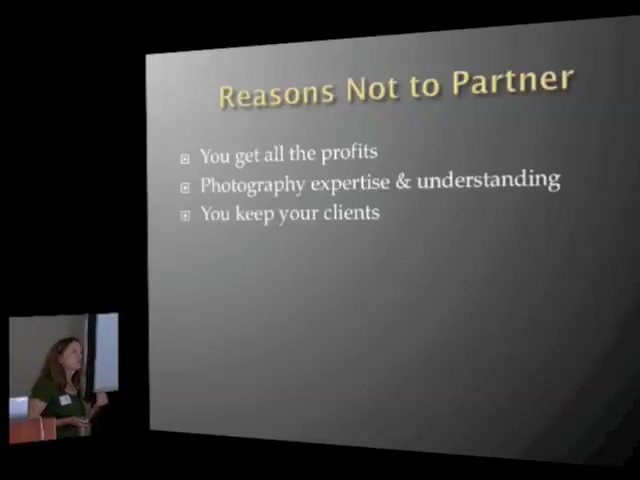 Reasons Not to Partner
You get all the profits
Photography expertise & understanding
You keep your clients